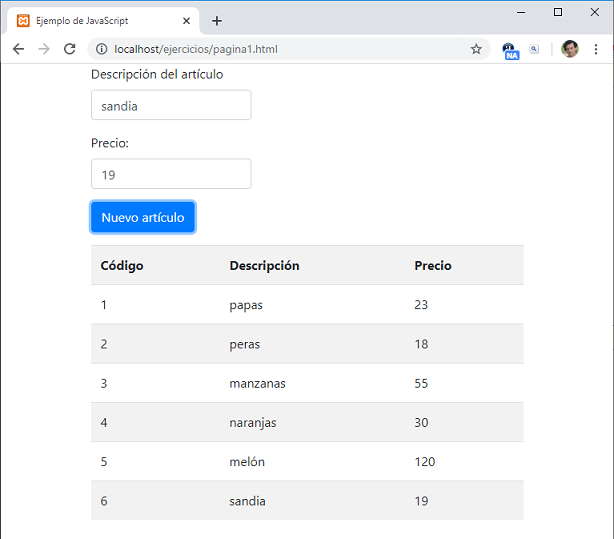 Ejemplo de JavaScript
localhost/ejercicios/pagina1.html
NA
Descripción del artículo
sandia
Precio:
19
Nuevo artículo
Código Descripción Precio
1 papas 23
2 peras 18
3 manzanas 55
4 naranjas 30
5 melón 120
6 sandia 19